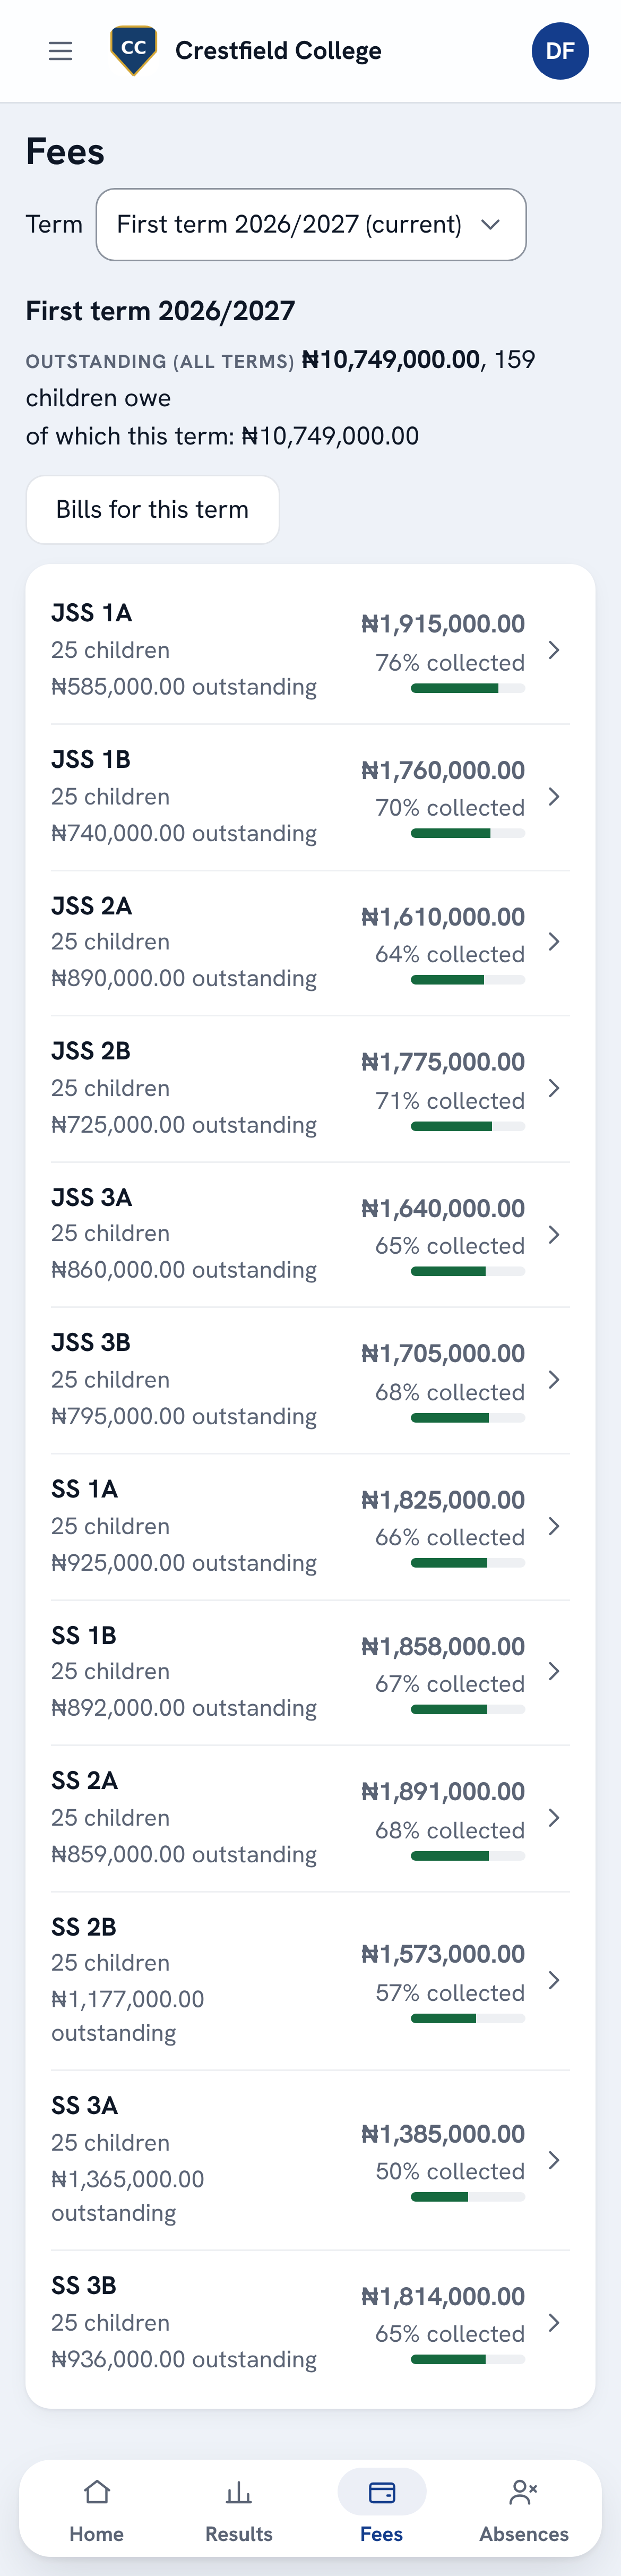 CC Crestfield College DF
Fees
Term First term 2026/2027 (current)
First term 2026/2027
OUTSTANDING (ALL TERMS) ₦10,749,000.00, 159
children owe
of which this term: ₦10,749,000.00
Bills for this term
JSS 1A
25 children
₦585,000.00 outstanding
₦1,915,000.00
76% collected
JSS 1B
25 children
₦740,000.00 outstanding
₦1,760,000.00
70% collected
JSS 2A
25 children
₦890,000.00 outstanding
₦1,610,000.00
64% collected
JSS 2B
25 children
₦725,000.00 outstanding
₦1,775,000.00
71% collected
JSS 3A
25 children
₦860,000.00 outstanding
₦1,640,000.00
65% collected
JSS 3B
25 children
₦795,000.00 outstanding
₦1,705,000.00
68% collected
SS 1A
25 children
₦925,000.00 outstanding
₦1,825,000.00
66% collected
SS 1B
25 children
₦892,000.00 outstanding
₦1,858,000.00
67% collected
SS 2A
25 children
₦859,000.00 outstanding
₦1,891,000.00
68% collected
SS 2B
25 children
₦1,177,000.00
outstanding
₦1,573,000.00
57% collected
SS 3A
25 children
₦1,365,000.00
outstanding
₦1,385,000.00
50% collected
SS 3B
25 children
₦936,000.00 outstanding
₦1,814,000.00
65% collected
Home Results Fees Absences